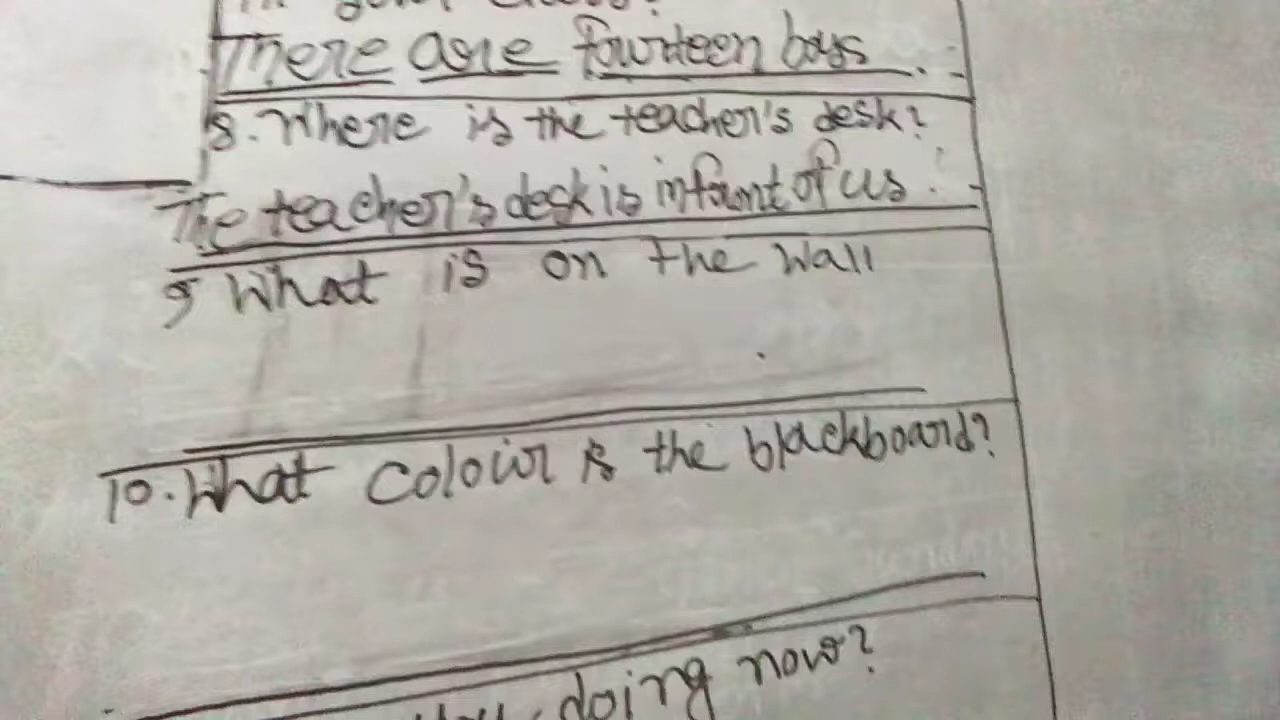 There are fourteen boys.
8. Where is the teacher's desk?
The teacher's desk is infount of us.
9 What is on the wall
10. What colour is the blackboard?
doing now?